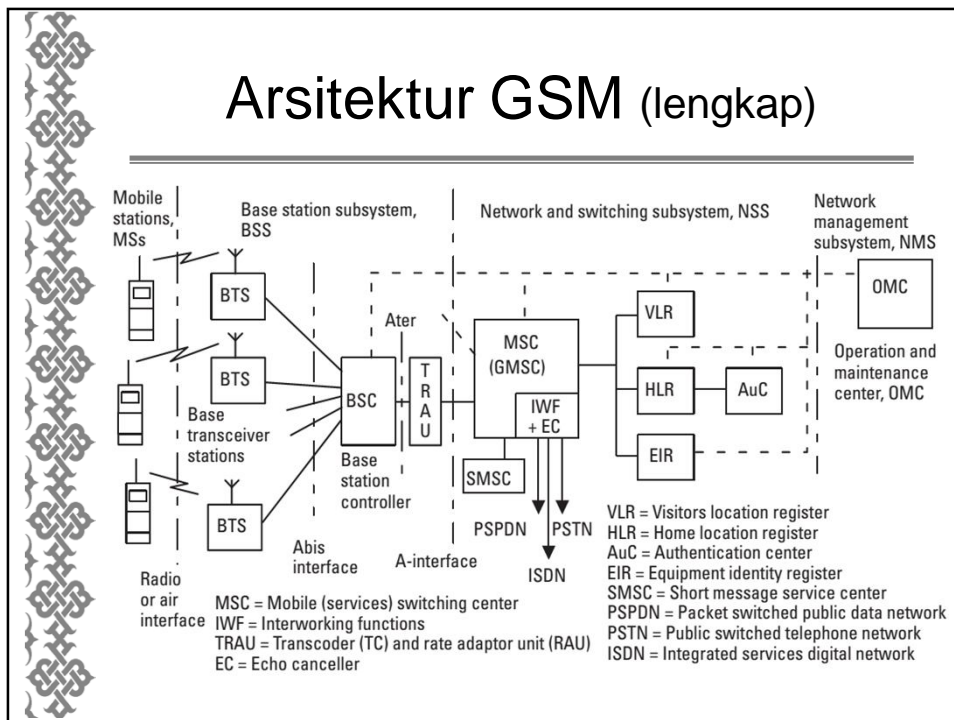 Arsitektur GSM (lengkap)
Mobile
stations,
MSs
Base station subsystem,
BSS
Network and switching subsystem, NSS
Network
management
subsystem, NMS
BTS
BTS
BTS
Base
transceiver
stations
BSC
Base
station
controller
Ater
T
R
A
U
MSC
(GMSC)
IWF
+ EC
SMSC
VLR
HLR
AuC
EIR
OMC
Operation and
maintenance
center, OMC
PSPDN
PSTN
ISDN
Radio
or air
interface
Abis
interface
A-interface
MSC = Mobile (services) switching center
IWF = Interworking functions
TRAU = Transcoder (TC) and rate adaptor unit (RAU)
EC = Echo canceller
VLR = Visitors location register
HLR = Home location register
AuC = Authentication center
EIR = Equipment identity register
SMSC = Short message service center
PSPDN = Packet switched public data network
PSTN = Public switched telephone network
ISDN = Integrated services digital network